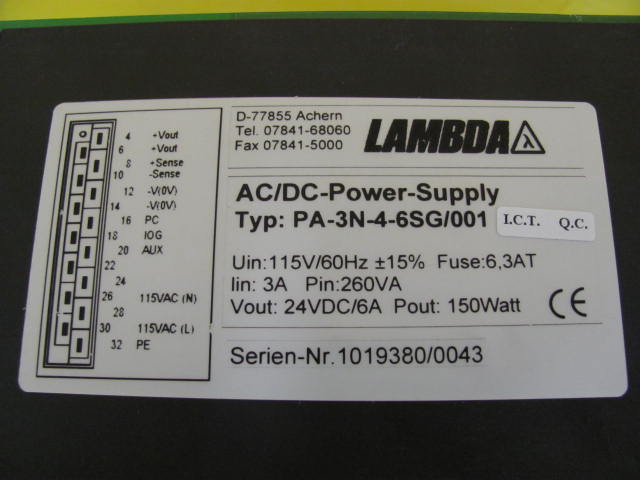 4 +Vout
6 +Vout
8 +Sense
10 -Sense
12 -V(0V)
14 -V(0V)
16 PC
18 IOG
20 AUX
22
24
26 115VAC (N)
28
30 115VAC (L)
32 PE
D-77855 Achern
Tel. 07841-68060
Fax 07841-5000
LAMBDA λ
AC/DC-Power-Supply
Typ: PA-3N-4-6SG/001
I.C.T. Q.C.
Uin:115V/60Hz ±15% Fuse:6,3AT
Iin: 3A Pin:260VA
Vout: 24VDC/6A Pout: 150Watt
CE
Serien-Nr.1019380/0043